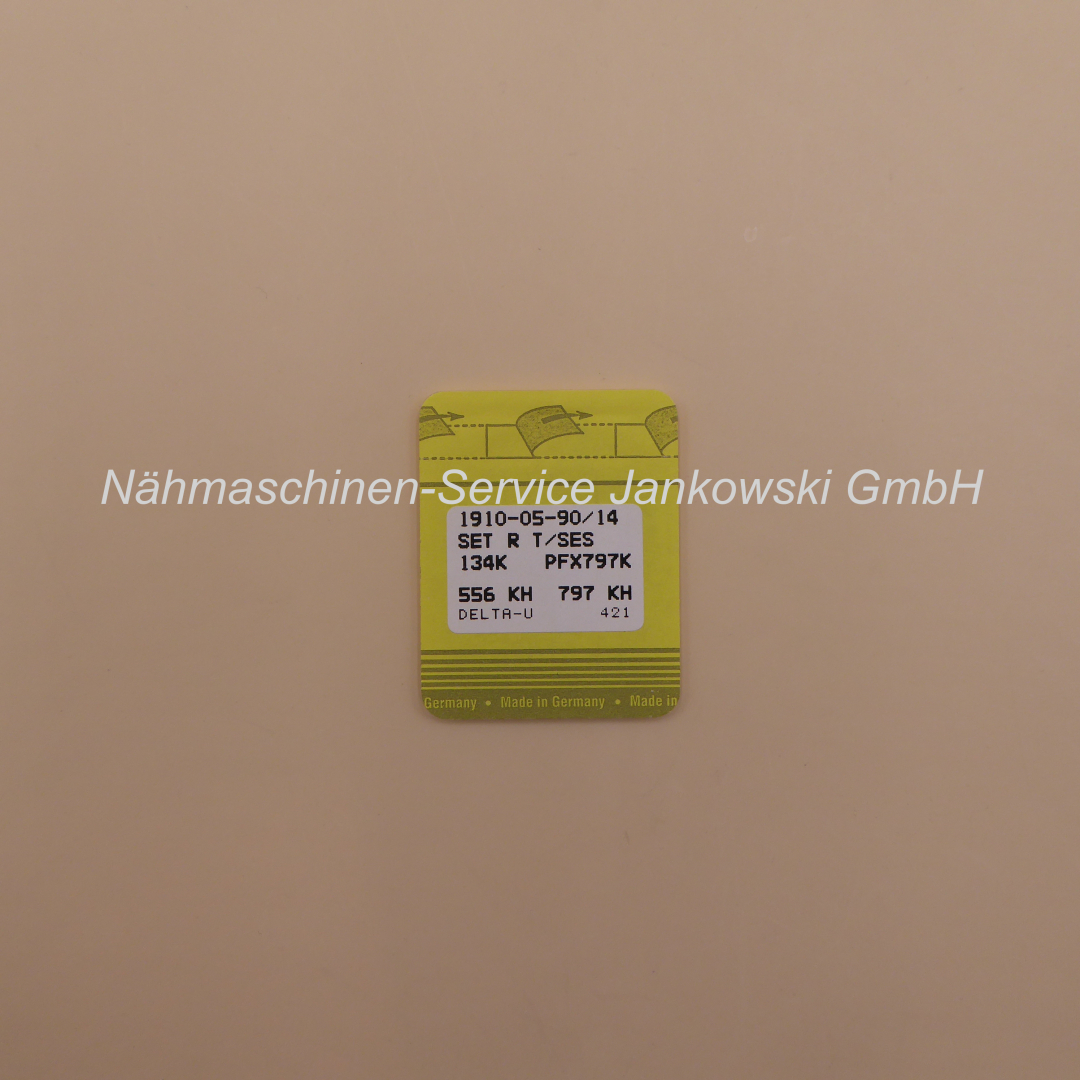 Nähmaschinen-Service Jankowski GmbH
1910-05-90/14
SET R T/SES
134K PFX797K
556 KH 797 KH
DELTA-U 421
Germany • Made in Germany • Made in